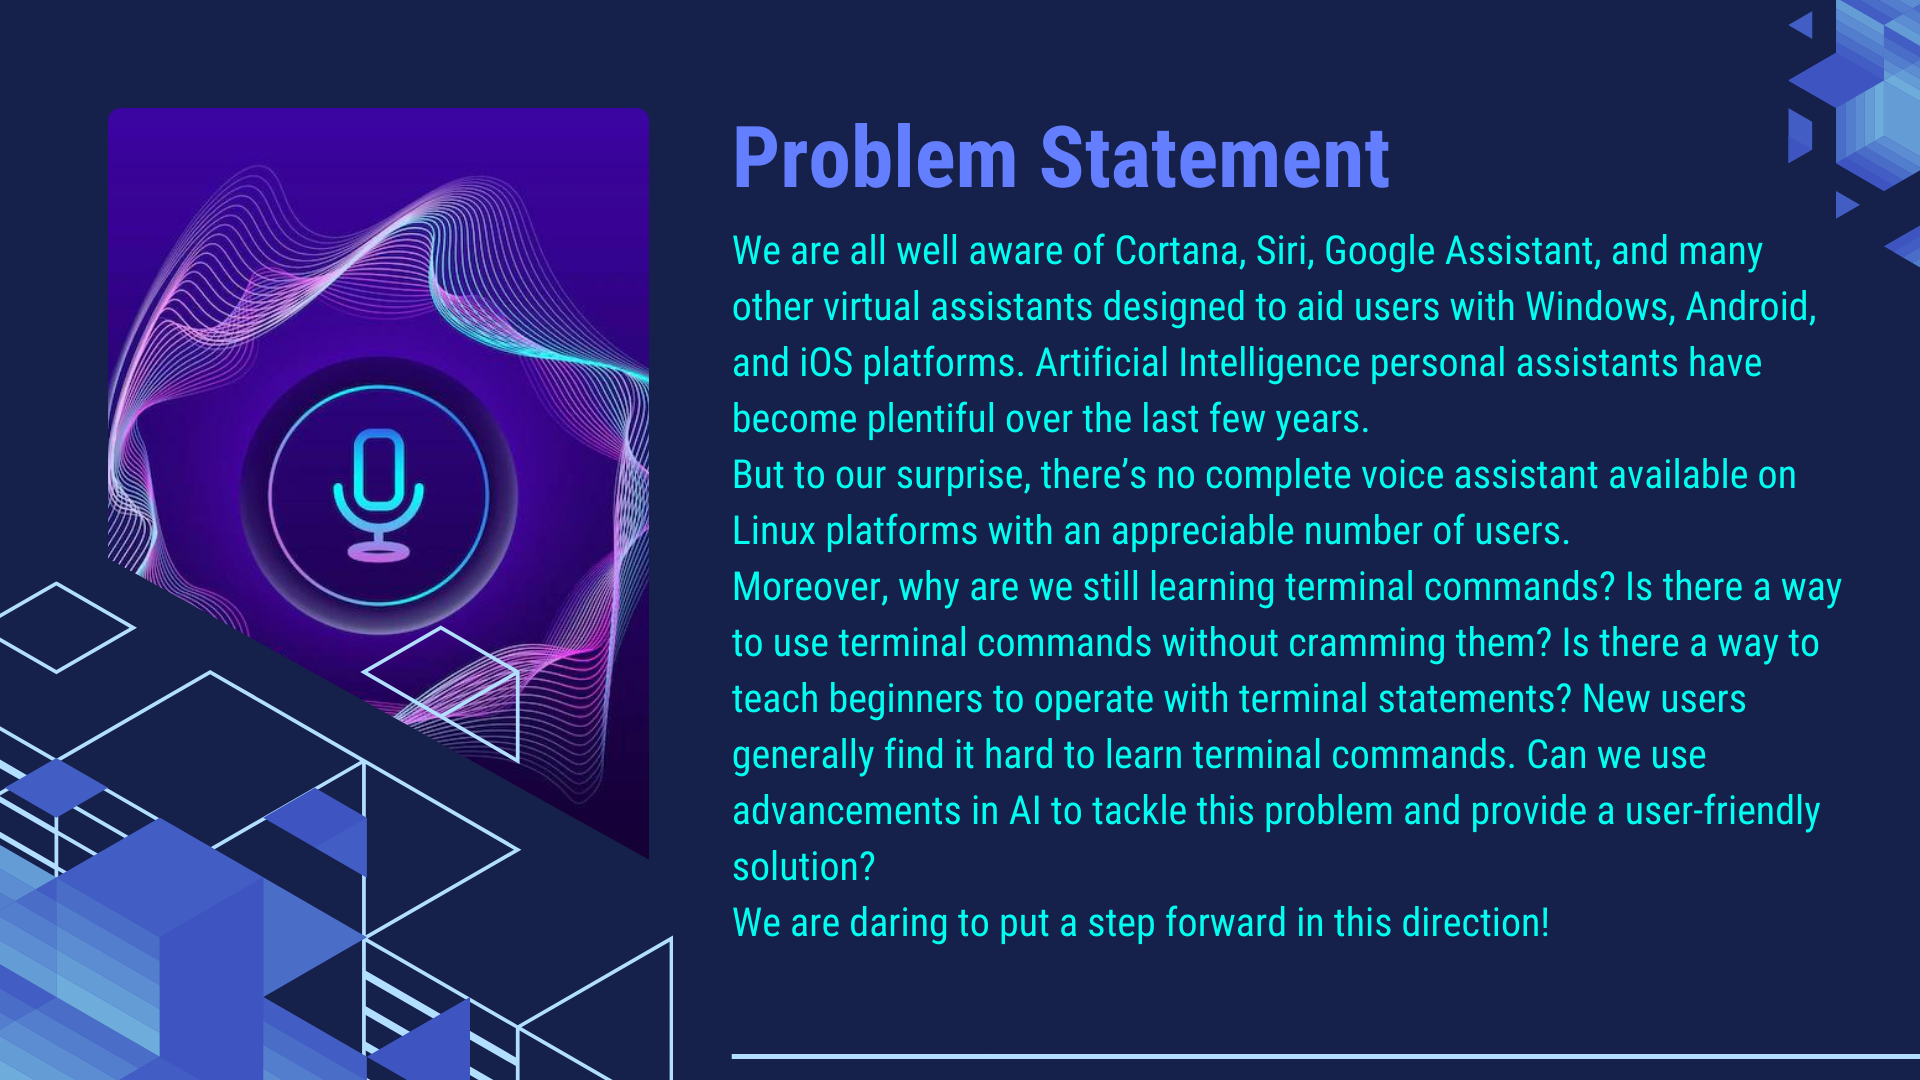 Problem Statement
We are all well aware of Cortana, Siri, Google Assistant, and many
other virtual assistants designed to aid users with Windows, Android,
and iOS platforms. Artificial Intelligence personal assistants have
become plentiful over the last few years.
But to our surprise, there’s no complete voice assistant available on
Linux platforms with an appreciable number of users.
Moreover, why are we still learning terminal commands? Is there a way
to use terminal commands without cramming them? Is there a way to
teach beginners to operate with terminal statements? New users
generally find it hard to learn terminal commands. Can we use
advancements in AI to tackle this problem and provide a user-friendly
solution?
We are daring to put a step forward in this direction!